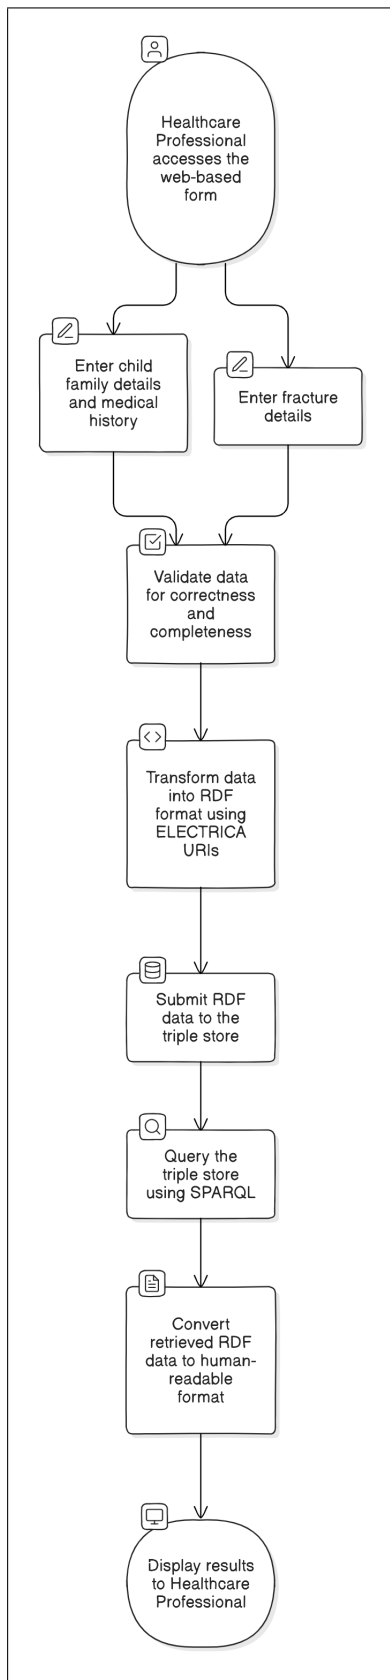 Healthcare
Professional
accesses the
web-based
form
Enter child
family details
and medical
history
Enter fracture
details
Validate data
for correctness
and
completeness
Transform data
into RDF
format using
ELECTRICA
URIs
Submit RDF
data to the
triple store
Query the
triple store
using SPARQL
Convert
retrieved RDF
data to human-
readable
format
Display results
to Healthcare
Professional